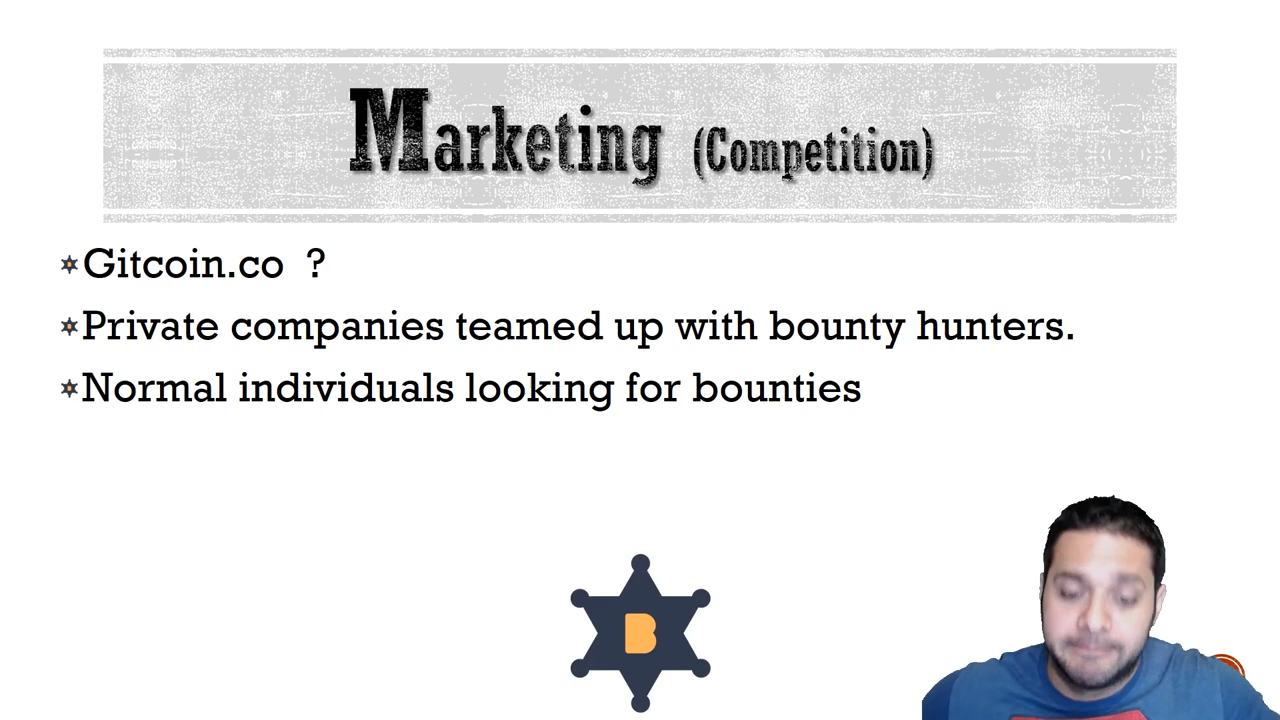 Marketing (Competition)
Gitcoin.co ?
Private companies teamed up with bounty hunters.
Normal individuals looking for bounties
B